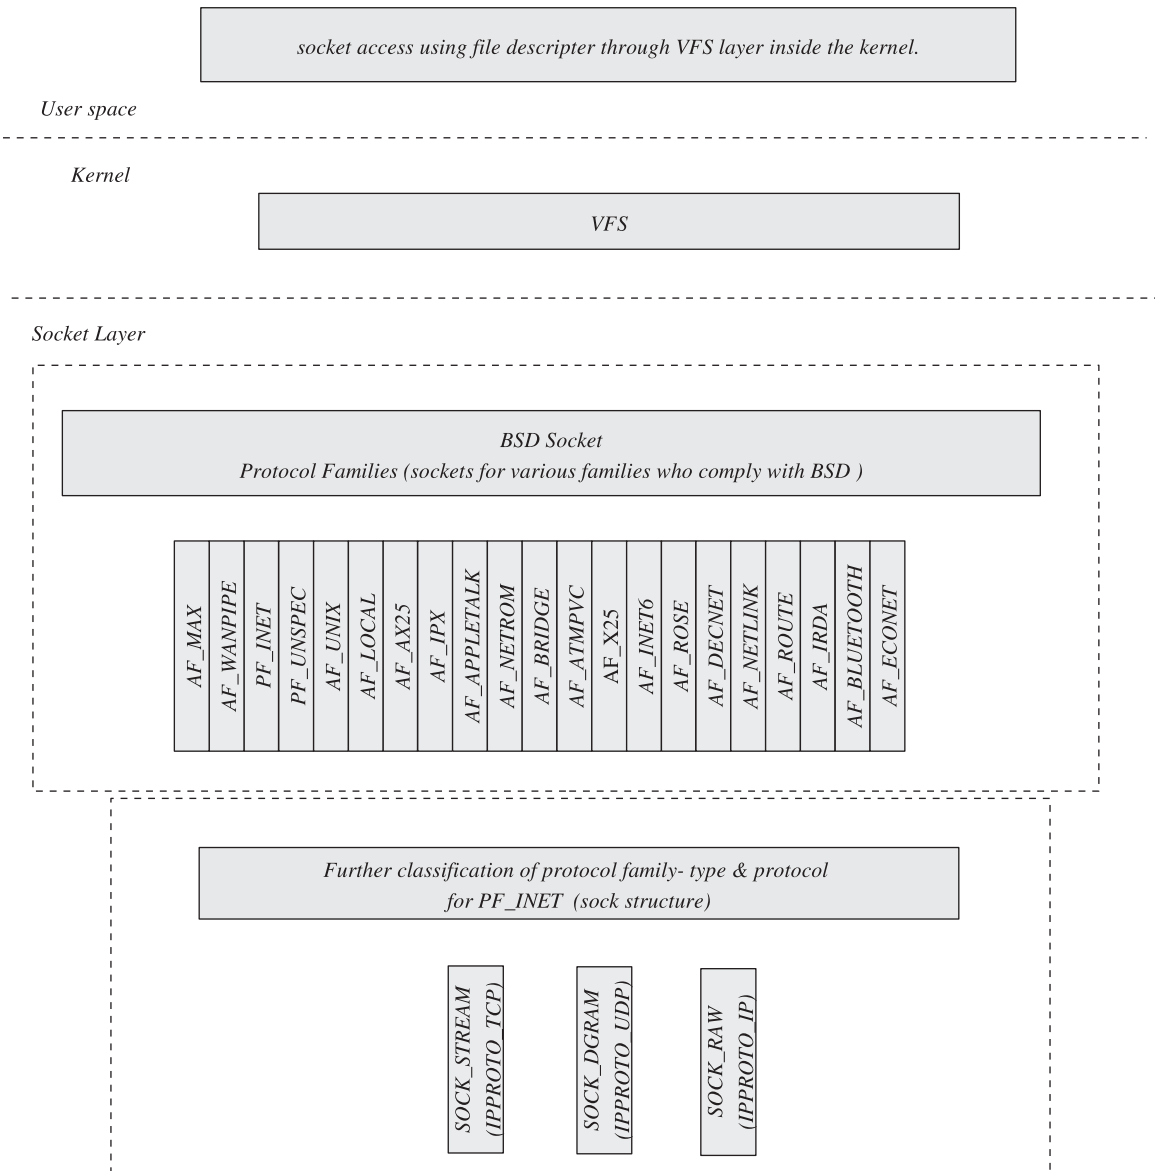 socket access using file descripter through VFS layer inside the kernel.
User space
Kernel
VFS
Socket Layer
BSD Socket
Protocol Families (sockets for various families who comply with BSD )
AF_MAX
AF_WANPIPE
PF_INET
PF_UNSPEC
AF_UNIX
AF_LOCAL
AF_AX25
AF_IPX
AF_APPLETALK
AF_NETROM
AF_BRIDGE
AF_ATMPVC
AF_X25
AF_INET6
AF_ROSE
AF_DECNET
AF_NETLINK
AF_ROUTE
AF_IRDA
AF_BLUETOOTH
AF_ECONET
Further classification of protocol family- type & protocol
for PF_INET (sock structure)
SOCK_STREAM
(IPPROTO_TCP)
SOCK_DGRAM
(IPPROTO_UDP)
SOCK_RAW
(IPPROTO_IP)